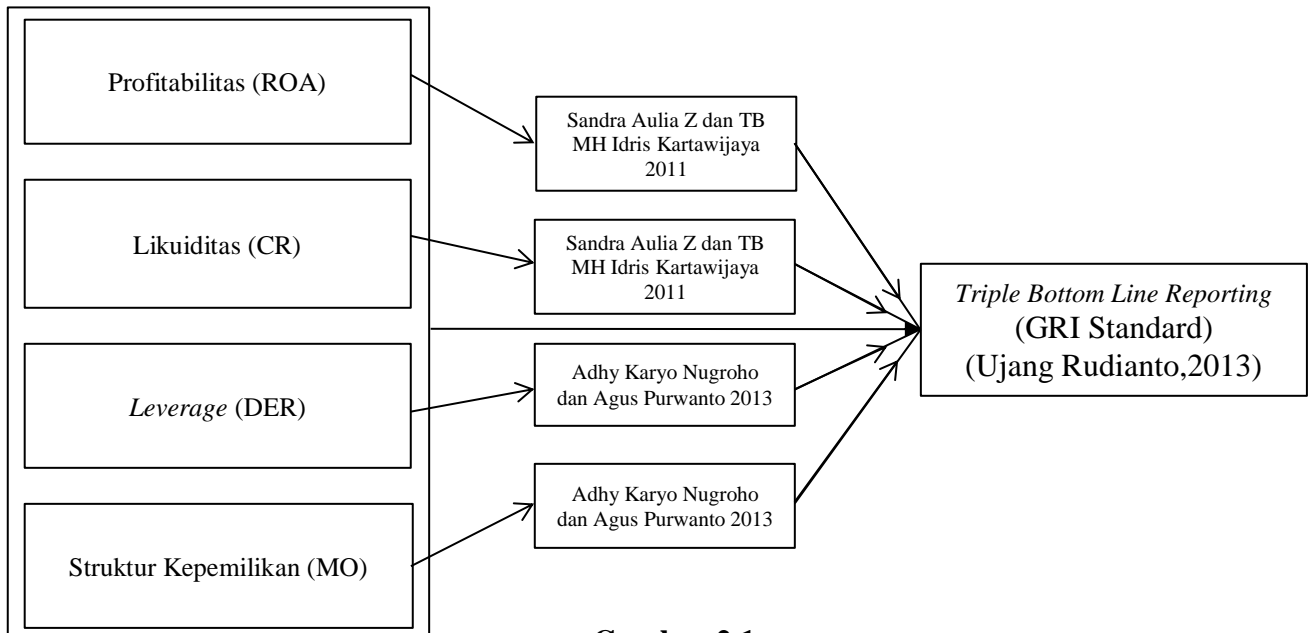 Profitabilitas (ROA)
Likuiditas (CR)
Leverage (DER)
Struktur Kepemilikan (MO)
Sandra Aulia Z dan TB
MH Idris Kartawijaya
2011
Sandra Aulia Z dan TB
MH Idris Kartawijaya
2011
Adhy Karyo Nugroho
dan Agus Purwanto 2013
Adhy Karyo Nugroho
dan Agus Purwanto 2013
Triple Bottom Line Reporting
(GRI Standard)
(Ujang Rudianto,2013)